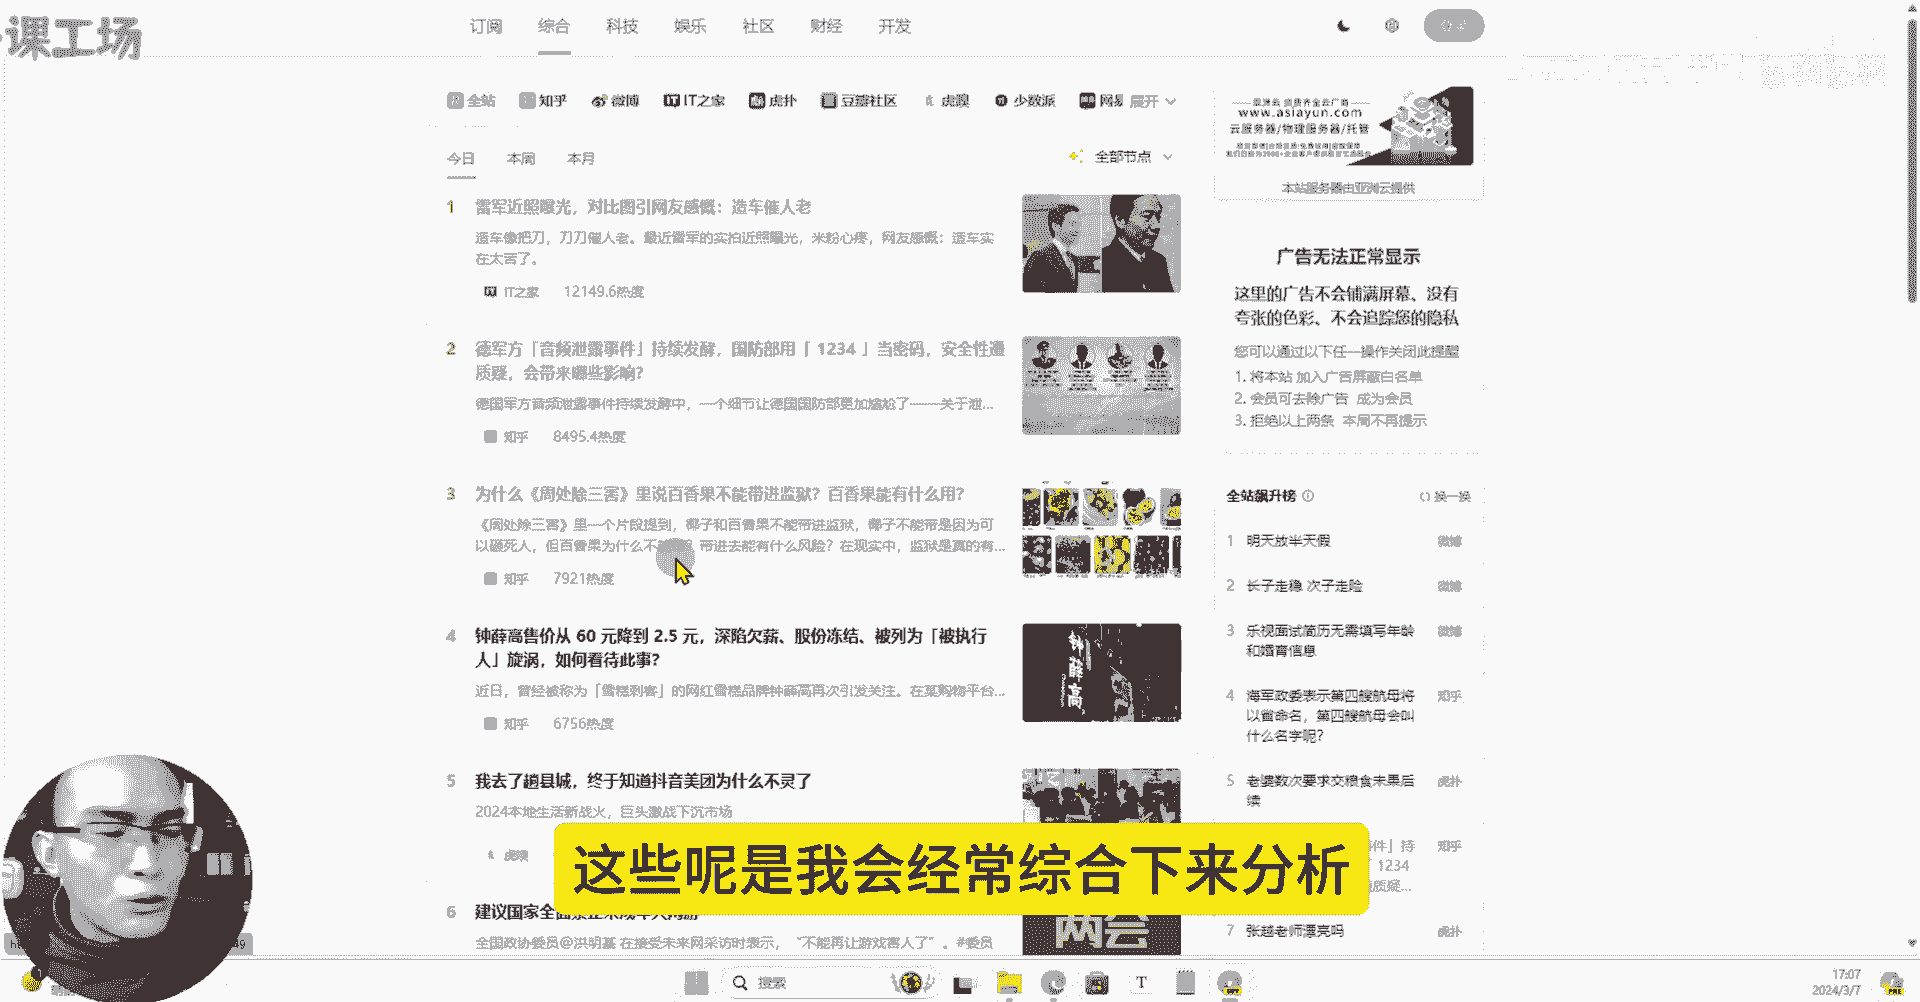 课工场
订阅 综合 科技 娱乐 社区 财经 开发
全站 知乎 微博 IT之家 虎扑 豆瓣社区 虎嗅 少数派 展开
今日 本周 本月
全部节点
1 雷军近照曝光，对比图引网友感慨：造车催人老
造车像把刀，刀刀催人老。最近雷军的实拍近照曝光，米粉心疼，网友感慨：造车实
在太苦了。
IT之家 12149.6热度
2 德军方「音频泄露事件」持续发酵，国防部用「 1234 」当密码，安全性遭
质疑，会带来哪些影响？
德国军方音频泄露事件持续发酵中，一个细节让德国国防部更加尴尬了——关于泄...
知乎 8495.4热度
3 为什么《周处除三害》里说百香果不能带进监狱？百香果能有什么用？
《周处除三害》里一个片段提到，椰子和百香果不能带进监狱，椰子不能带是因为可
以砸死人，但百香果为什么不 带进去能有什么风险？在现实中，监狱是真的有...
知乎 7921热度
4 钟薛高售价从 60 元降到 2.5 元，深陷欠薪、股份冻结、被列为「被执行
人」旋涡，如何看待此事？
近日，曾经被称为「雪糕刺客」的网红雪糕品牌钟薛高再次引发关注。在某购物平台...
知乎 6756热度
钟薛高
5 我去了趟县城，终于知道抖音美团为什么不灵了
2024本地生活新战火，巨头激战下沉市场
虎嗅
6 建议国家全面禁止未成年人网游
全国政协委员@洪明基 在接受未来网采访时表示，“不能再让游戏害人了”。#委员
两会
www.asiayun.com
云服务器/物理服务器/托管
本站服务器由亚洲云提供
广告无法正常显示
这里的广告不会铺满屏幕、没有
夸张的色彩、不会追踪您的隐私
您可以通过以下任一操作关闭此提醒
1. 将本站 加入广告屏蔽白名单
2. 会员可去除广告 成为会员
3. 拒绝以上两条 本周不再提示
全站飙升榜 换一换
1 明天放半天假 微博
2 长子走稳 次子走险 微博
3 乐视面试简历无需填写年龄 微博
和婚育信息
4 海军政委表示第四艘航母将 知乎
以省命名，第四艘航母会叫
什么名字呢？
5 老婆数次要求交粮食未果后 虎扑
续
件」持 知乎
1234
质疑...
7 张越老师漂亮吗 虎扑
这些呢是我会经常综合下来分析
搜索
17:07
2024/3/7